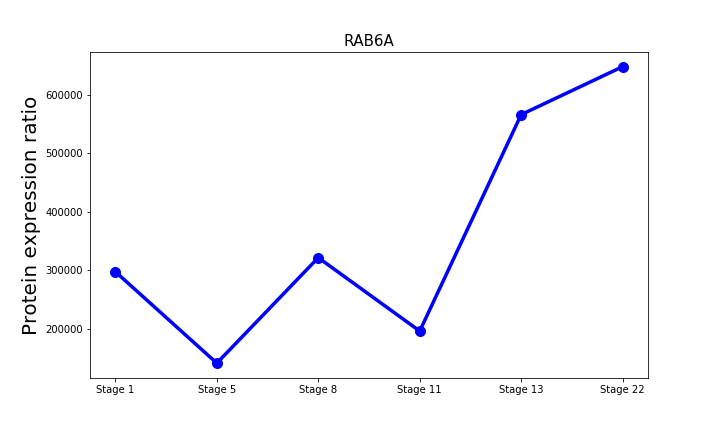 RAB6A
Protein expression ratio
600000
500000
400000
300000
200000
Stage 1 Stage 5 Stage 8 Stage 11 Stage 13 Stage 22